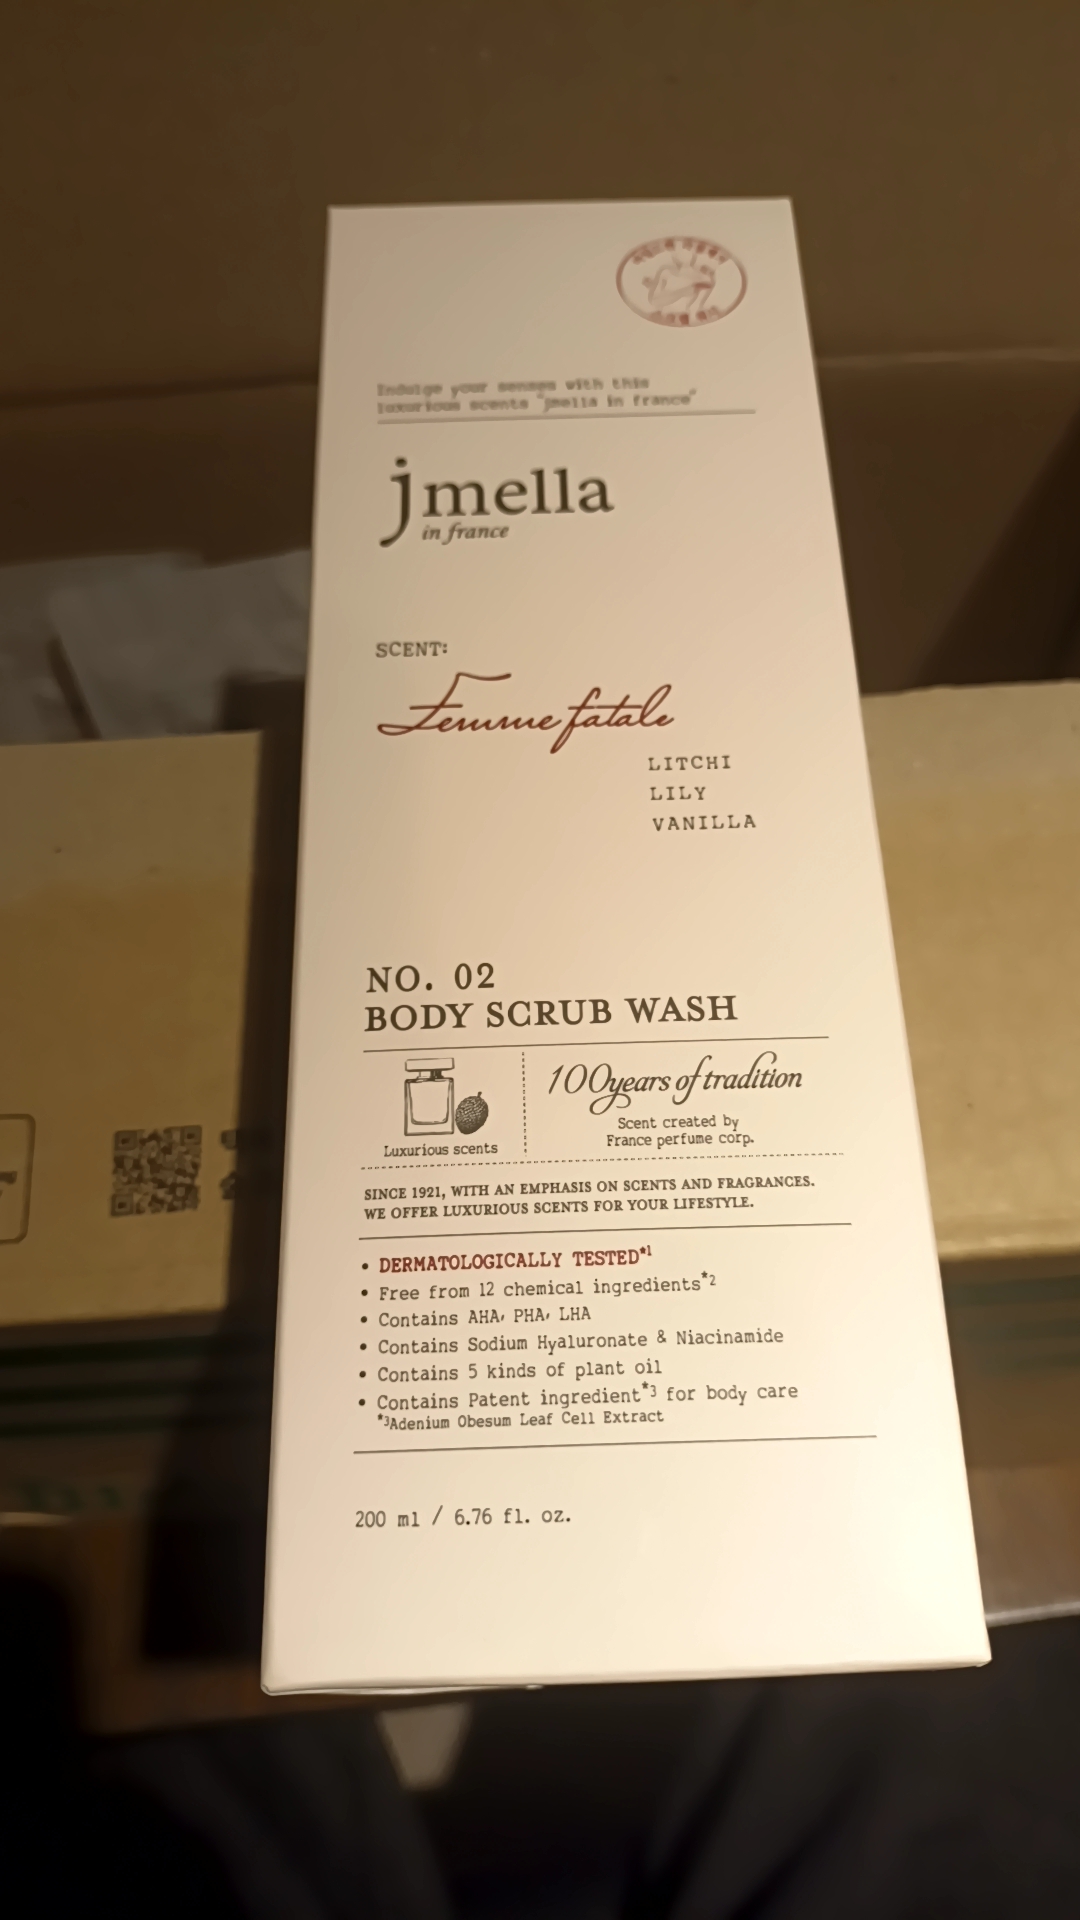 Indulge your senses with this
luxurious scents "jmella in france"
jmella
in france
SCENT:
Femme fatale
LITCHI
LILY
VANILLA
NO. 02
BODY SCRUB WASH
Luxurious scents
100years of tradition
Scent created by
France perfume corp.
SINCE 1921, WITH AN EMPHASIS ON SCENTS AND FRAGRANCES.
WE OFFER LUXURIOUS SCENTS FOR YOUR LIFESTYLE.
• DERMATOLOGICALLY TESTED*1
• Free from 12 chemical ingredients*2
• Contains AHA, PHA, LHA
• Contains Sodium Hyaluronate & Niacinamide
• Contains 5 kinds of plant oil
• Contains Patent ingredient*3 for body care
*3Adenium Obesum Leaf Cell Extract
200 ml / 6.76 fl. oz.